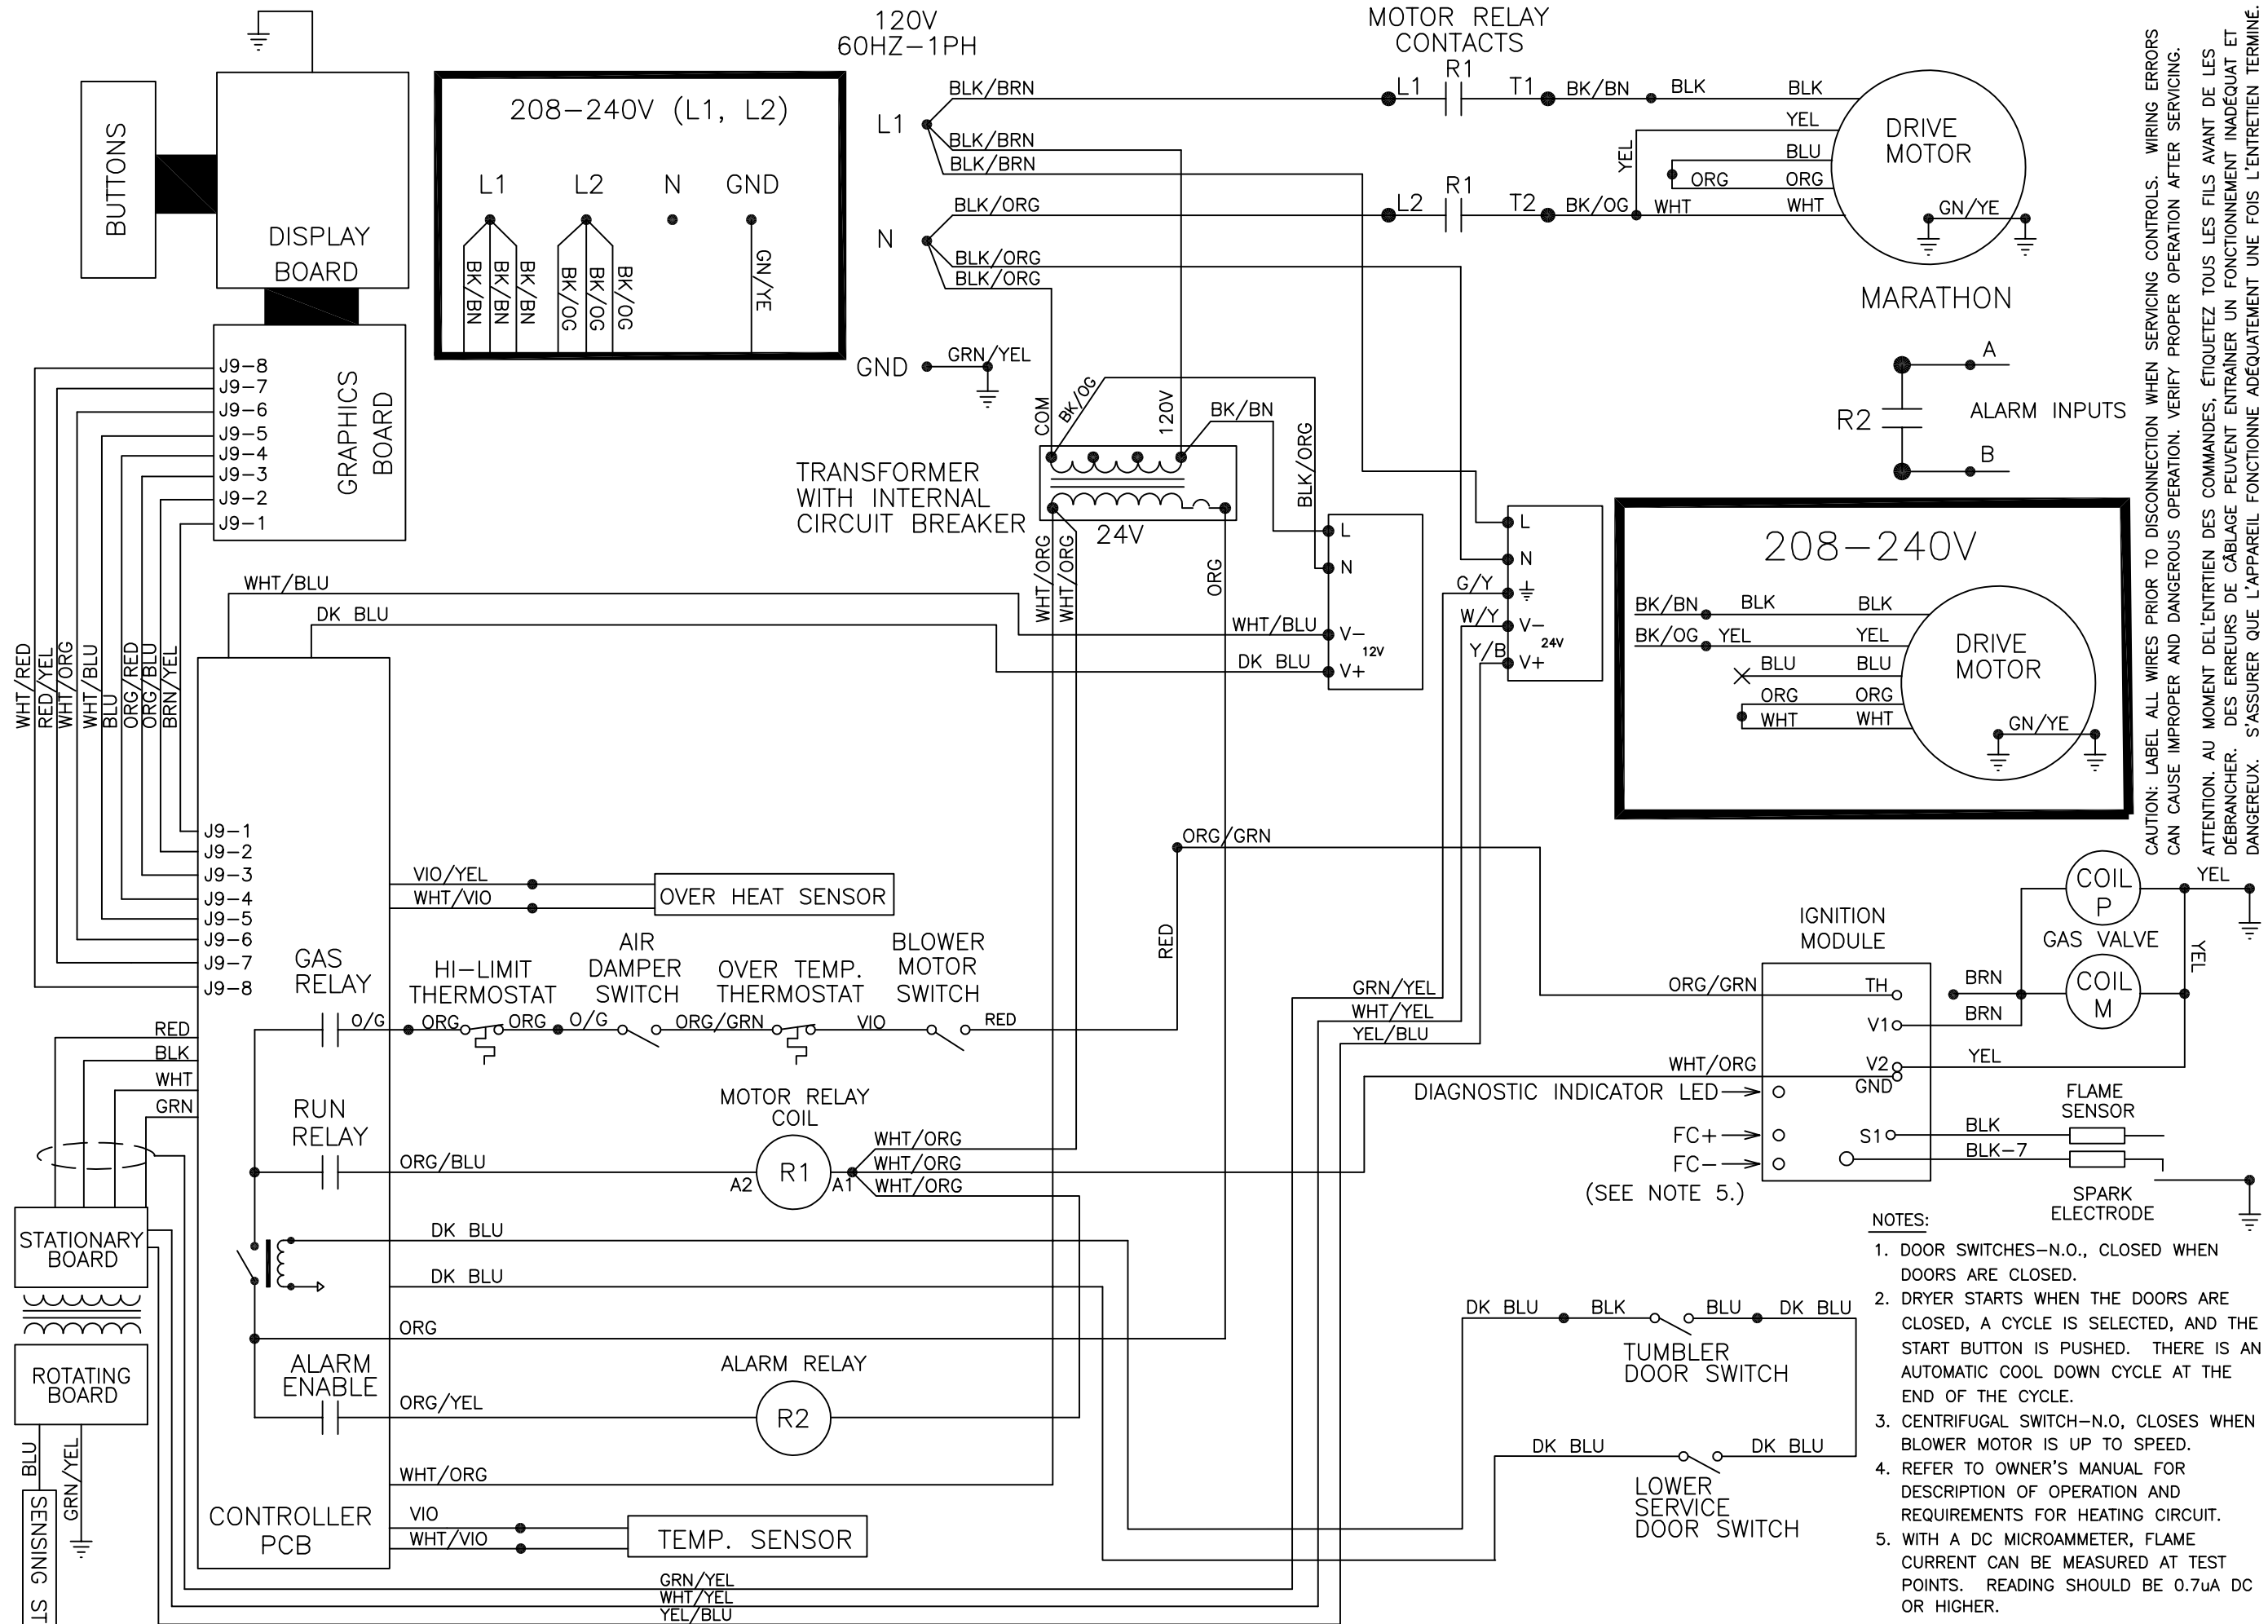 120V
60HZ-1PH
MOTOR RELAY
CONTACTS
BUTTONS
DISPLAY
BOARD
208-240V (L1, L2)
L1 L2 N GND
BK/BN BK/BN BK/BN BK/OG BK/OG BK/OG GN/YE
L1
BLK/BRN
BLK/BRN
BLK/BRN
N
BLK/ORG
BLK/ORG
BLK/ORG
GND GRN/YEL
L1 R1 T1 BK/BN BLK BLK
YEL
YEL
BLU
ORG ORG
L2 R1 T2 BK/OG WHT WHT
DRIVE
MOTOR
GN/YE
MARATHON
A
R2 ALARM INPUTS
B
CAUTION: LABEL ALL WIRES PRIOR TO DISCONNECTION WHEN SERVICING CONTROLS. WIRING ERRORS
CAN CAUSE IMPROPER AND DANGEROUS OPERATION. VERIFY PROPER OPERATION AFTER SERVICING.
ATTENTION. AU MOMENT DEL'ENTRTIEN DES COMMANDES, ÉTIQUETEZ TOUS LES FILS AVANT DE LES
DÉBRANCHER. DES ERREURS DE CÂBLAGE PEUVENT ENTRAÎNER UN FONCTIONNEMENT INADÉQUAT ET
DANGEREUX. S'ASSURER QUE L'APPAREIL FONCTIONNE ADÉQUATEMENT UNE FOIS L'ENTRETIEN TERMINÉ.
GRAPHICS
BOARD
J9-8
J9-7
J9-6
J9-5
J9-4
J9-3
J9-2
J9-1
WHT/RED
RED/YEL
WHT/ORG
WHT/BLU
BLU
ORG/RED
ORG/BLU
BRN/YEL
COM BK/OG 120V BK/BN
TRANSFORMER
WITH INTERNAL
CIRCUIT BREAKER
24V
WHT/ORG
WHT/ORG
ORG
BLK/ORG
L
N
WHT/BLU V-
12V
DK BLU V+
L
N
G/Y
W/Y V-
24V
Y/B V+
WHT/BLU
DK BLU
208-240V
BK/BN BLK BLK
BK/OG YEL YEL
BLU BLU
ORG ORG
WHT WHT
DRIVE
MOTOR
GN/YE
J9-1
J9-2
J9-3
J9-4
J9-5
J9-6
J9-7
J9-8
VIO/YEL
WHT/VIO
OVER HEAT SENSOR
GAS
RELAY
HI-LIMIT
THERMOSTAT
AIR
DAMPER
SWITCH
OVER TEMP.
THERMOSTAT
BLOWER
MOTOR
SWITCH
O/G ORG ORG O/G ORG/GRN VIO RED
RED
ORG/GRN
GRN/YEL
WHT/YEL
YEL/BLU
IGNITION
MODULE
ORG/GRN TH
V1
WHT/ORG V2
GND
S1
DIAGNOSTIC INDICATOR LED
FC+
FC-
(SEE NOTE 5.)
COIL
P
GAS VALVE
COIL
M
YEL
YEL
BRN
BRN
YEL
FLAME
SENSOR
BLK
BLK-7
SPARK
ELECTRODE
RED
BLK
WHT
GRN
RUN
RELAY
ORG/BLU
MOTOR RELAY
COIL
A2 R1 A1
WHT/ORG
WHT/ORG
WHT/ORG
DK BLU
DK BLU
ORG
STATIONARY
BOARD
ROTATING
BOARD
BLU
GRN/YEL
SENSING ST
ALARM
ENABLE
ORG/YEL
ALARM RELAY
R2
WHT/ORG
CONTROLLER
PCB
VIO
WHT/VIO
TEMP. SENSOR
GRN/YEL
WHT/YEL
YEL/BLU
DK BLU BLK BLU DK BLU
TUMBLER
DOOR SWITCH
DK BLU DK BLU
LOWER
SERVICE
DOOR SWITCH
NOTES:
1. DOOR SWITCHES-N.O., CLOSED WHEN
DOORS ARE CLOSED.
2. DRYER STARTS WHEN THE DOORS ARE
CLOSED, A CYCLE IS SELECTED, AND THE
START BUTTON IS PUSHED. THERE IS AN
AUTOMATIC COOL DOWN CYCLE AT THE
END OF THE CYCLE.
3. CENTRIFUGAL SWITCH-N.O, CLOSES WHEN
BLOWER MOTOR IS UP TO SPEED.
4. REFER TO OWNER'S MANUAL FOR
DESCRIPTION OF OPERATION AND
REQUIREMENTS FOR HEATING CIRCUIT.
5. WITH A DC MICROAMMETER, FLAME
CURRENT CAN BE MEASURED AT TEST
POINTS. READING SHOULD BE 0.7uA DC
OR HIGHER.